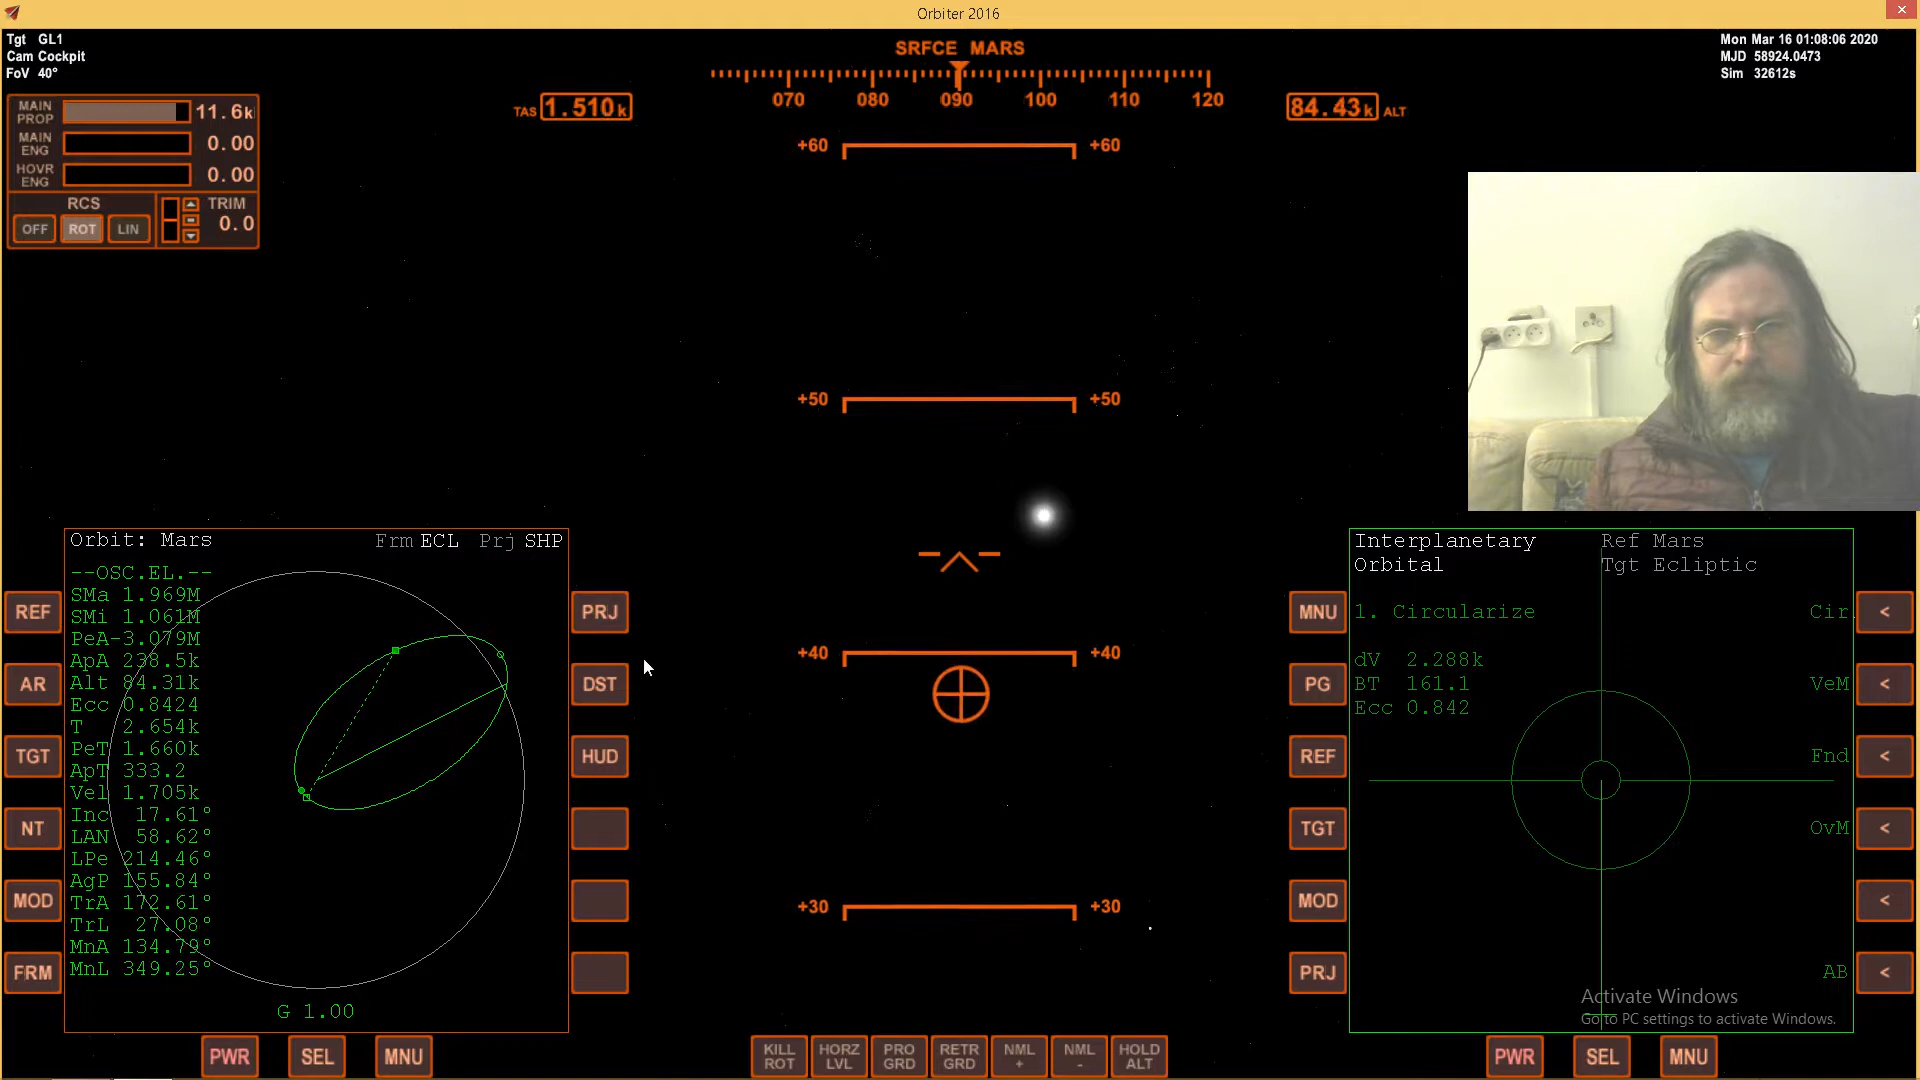 Orbiter 2016
Tgt GL1
Cam Cockpit
FoV 40°
Mon Mar 16 01:08:06 2020
MJD 58924.0473
Sim 32612s
SRFCE MARS
070 080 090 100 110 120
TAS 1.510k
84.43k ALT
MAIN PROP 11.6k
MAIN ENG 0.00
HOVR ENG 0.00
RCS
OFF ROT LIN
TRIM
0.0
+60 +60
+50 +50
+40 +40
+30 +30
Orbit: Mars Frm ECL Prj SHP
--OSC.EL.--
SMa 1.969M
SMi 1.061M
PeA-3.079M
ApA 238.5k
Alt 84.31k
Ecc 0.8424
T 2.654k
PeT 1.660k
ApT 333.2
Vel 1.705k
Inc 17.61°
LAN 58.62°
LPe 214.46°
AgP 155.84°
TrA 172.61°
TrL 27.08°
MnA 134.79°
MnL 349.25°
G 1.00
REF
AR
TGT
NT
MOD
FRM
PRJ
DST
HUD
PWR SEL MNU
KILL ROT
HORZ LVL
PRO GRD
RETR GRD
NML +
NML -
HOLD ALT
Interplanetary Ref Mars
Orbital Tgt Ecliptic
1. Circularize
dV 2.288k
BT 161.1
Ecc 0.842
MNU
PG
REF
TGT
MOD
PRJ
Cir <
VeM <
Fnd <
OvM <
<
AB <
Activate Windows
Go to PC settings to activate Windows.
PWR SEL MNU